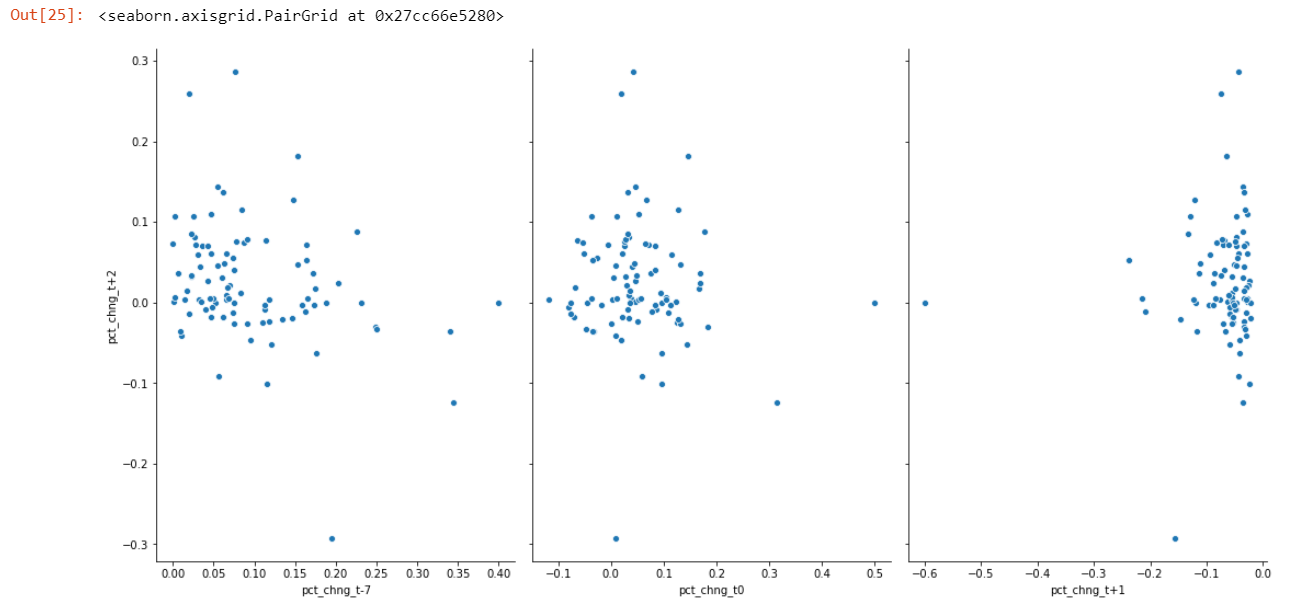 Out[25]: <seaborn.axisgrid.PairGrid at 0x27cc66e5280>
0.3
0.2
0.1
0.0
−0.1
−0.2
−0.3
pct_chng_t+2
0.00 0.05 0.10 0.15 0.20 0.25 0.30 0.35 0.40
pct_chng_t-7
−0.1 0.0 0.1 0.2 0.3 0.4 0.5
pct_chng_t0
−0.6 −0.5 −0.4 −0.3 −0.2 −0.1 0.0
pct_chng_t+1